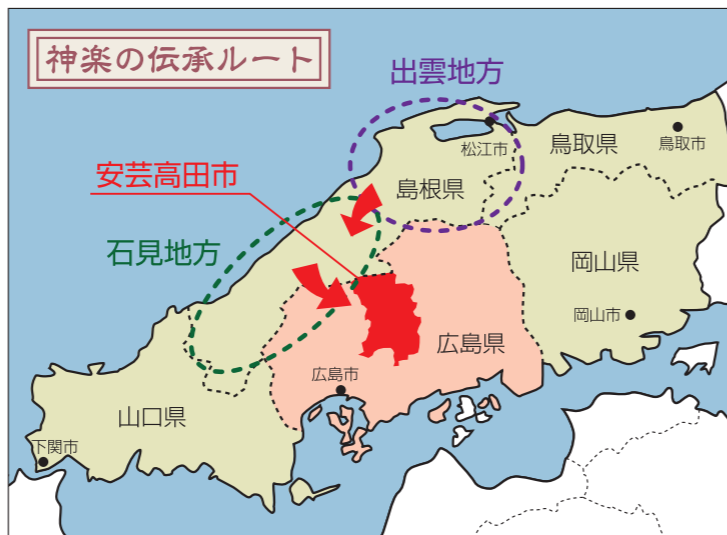 神楽の伝承ルート
出雲地方
松江市
鳥取県
鳥取市
安芸高田市
島根県
石見地方
岡山県
岡山市
広島県
広島市
山口県
下関市